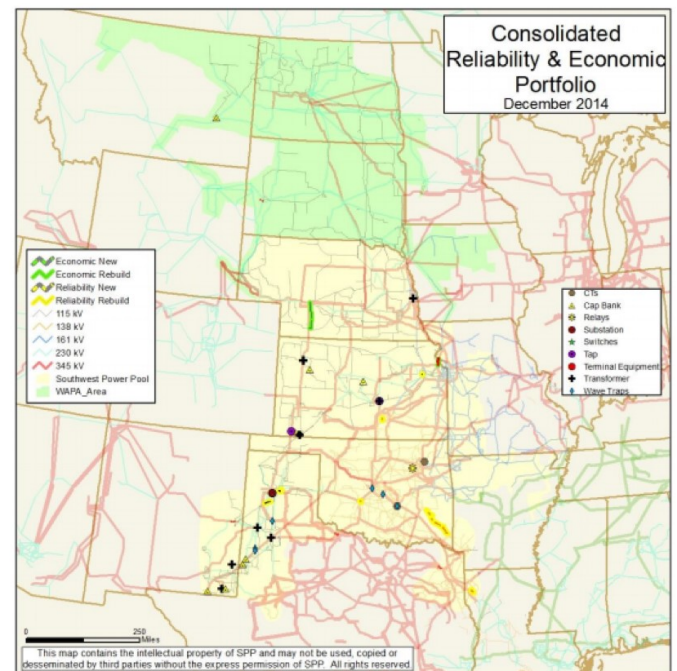 Consolidated
Reliability & Economic
Portfolio
December 2014
Economic New
Economic Rebuild
Reliability New
Reliability Rebuild
115 kV
138 kV
161 kV
230 kV
345 kV
Southwest Power Pool
WAPA_Area
CTs
Cap Bank
Relays
Substation
Switches
Tap
Terminal Equipment
Transformer
Wave Traps
0 250
Miles
This map contains the intellectual property of SPP and may not be used, copied or
desseminated by third parties without the express permission of SPP. All rights reserved.